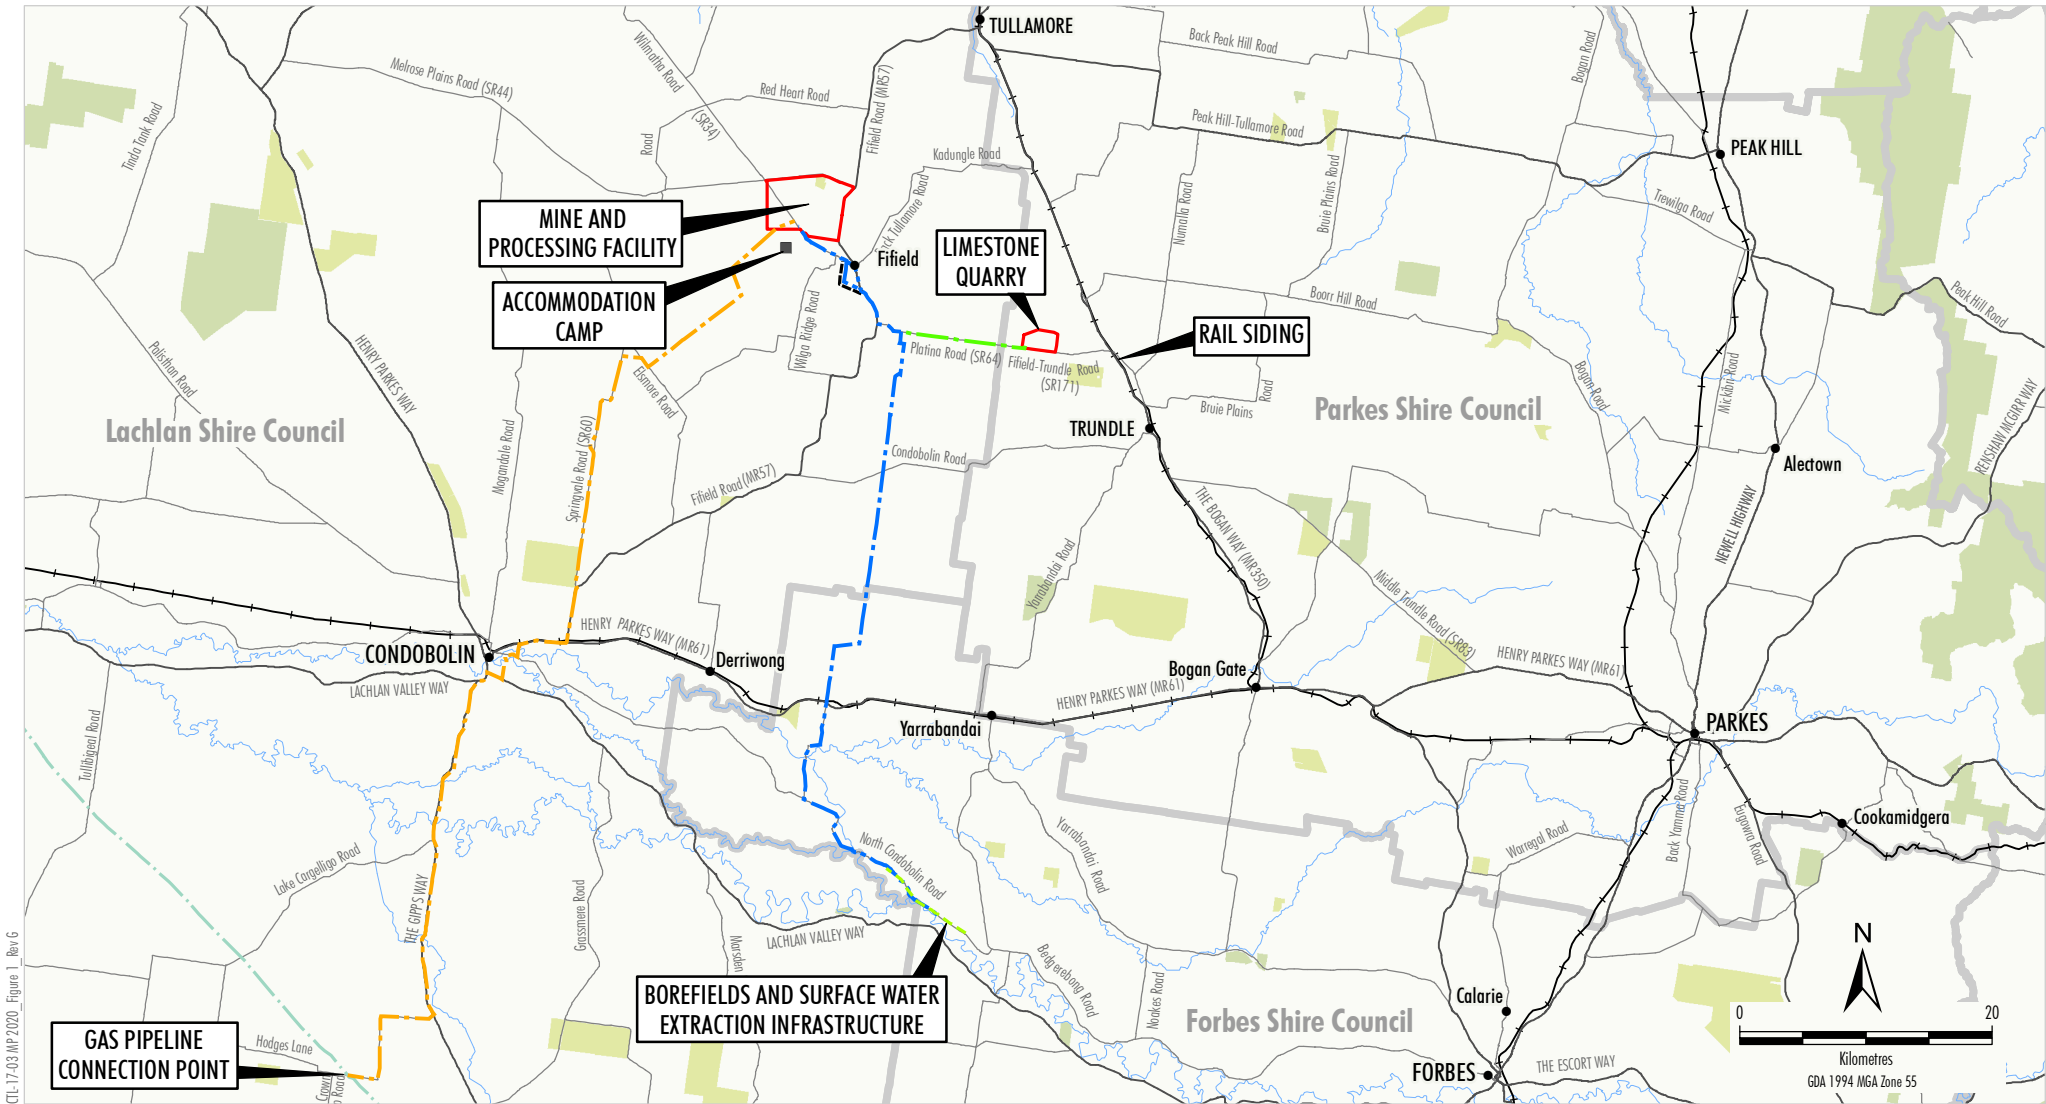 TULLAMORE
Back Peak Hill Road
Bogan Road
Wilmatha Road
(SR34)
Melrose Plains Road (SR44)
Red Heart Road
Fifield Road (MR57)
Tinda Tank Road
Road
Peak Hill-Tullamore Road
Kadungle Road
PEAK HILL
Bruie Plains Road
Numulla Road
Trewilga Road
MINE AND
PROCESSING FACILITY
Tullamore Road
Fifield
LIMESTONE
QUARRY
ACCOMMODATION
CAMP
Wilga Ridge Road
Boorr Hill Road
Peak Hill Road
RAIL SIDING
HENRY PARKES WAY
Palisthan Road
Platina Road (SR64)
Fifield-Trundle Road
(SR171)
Elsmore Road
Bogan Road
Mickibri Road
Road
Bruie Plains
Parkes Shire Council
Lachlan Shire Council
TRUNDLE
RENSHAW MCGIRR WAY
Mogandale Road
Springvale Road (SR60)
Condobolin Road
Alectown
Fifield Road (MR57)
THE BOGAN WAY (MR350)
NEWELL HIGHWAY
Yarrabandai Road
Middle Trundle Road (SR83)
HENRY PARKES WAY (MR61)
CONDOBOLIN
Derriwong
Bogan Gate
HENRY PARKES WAY (MR61)
LACHLAN VALLEY WAY
HENRY PARKES WAY (MR61)
Yarrabandai
PARKES
Tullibigeal Road
Back Yamma Road
Eugowra Road
Cookamidgera
Yarrabandai Road
Warregal Road
North Condobolin Road
Lake Cargelligo Road
THE GIPPS WAY
Grassmere Road
Marsden
LACHLAN VALLEY WAY
Bedgerebong Road
Noakes Road
BOREFIELDS AND SURFACE WATER
EXTRACTION INFRASTRUCTURE
Calarie
Forbes Shire Council
N
0
20
Kilometres
GDA 1994 MGA Zone 55
GAS PIPELINE
CONNECTION POINT
Hodges Lane
Crown
Road
FORBES
THE ESCORT WAY
CTL-17-03 MP2020_Figure 1_Rev G